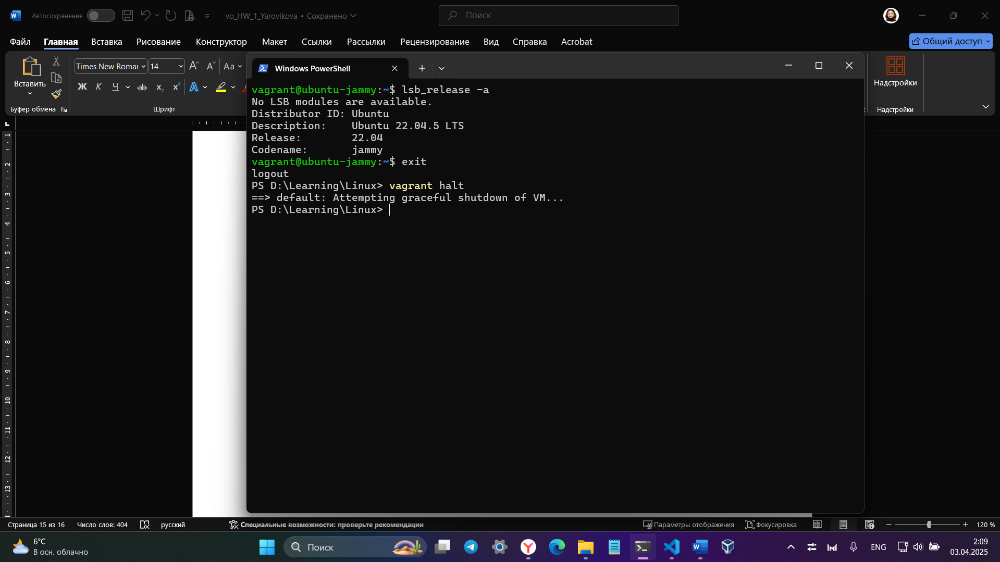 Автосохранение
vo_HW_1_Yarovikova • Сохранено
Поиск
Файл Главная Вставка Рисование Конструктор Макет Ссылки Рассылки Рецензирование Вид Справка Acrobat
Общий доступ
Вставить
Times New Roma 14
Aa
Ж К Ч
Буфер обмена
Шрифт
Надстройки
Надстройки
Windows PowerShell
vagrant@ubuntu-jammy:~$ lsb_release -a
No LSB modules are available.
Distributor ID: Ubuntu
Description:    Ubuntu 22.04.5 LTS
Release:        22.04
Codename:       jammy
vagrant@ubuntu-jammy:~$ exit
logout
PS D:\Learning\Linux> vagrant halt
==> default: Attempting graceful shutdown of VM...
PS D:\Learning\Linux>
1
2
3
4
5
6
7
8
9
10
11
12
13
Страница 15 из 16 Число слов: 404 русский Специальные возможности: проверьте рекомендации Параметры отображения Фокусировка 120 %
6°C
В осн. облачно
Поиск
ENG
2:09
03.04.2025